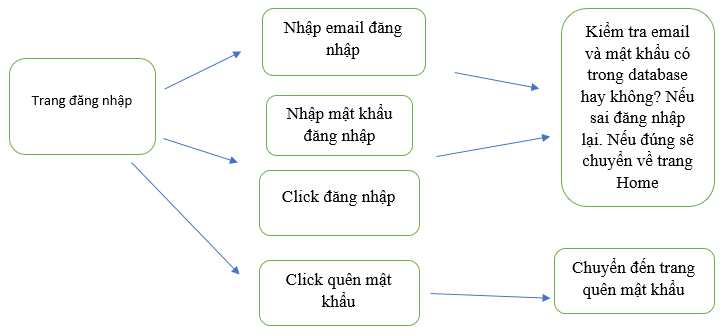 Trang đăng nhập
Nhập email đăng
nhập
Nhập mật khẩu
đăng nhập
Click đăng nhập
Click quên mật
khẩu
Kiểm tra email
và mật khẩu có
trong database
hay không? Nếu
sai đăng nhập
lại. Nếu đúng sẽ
chuyển về trang
Home
Chuyển đến trang
quên mật khẩu